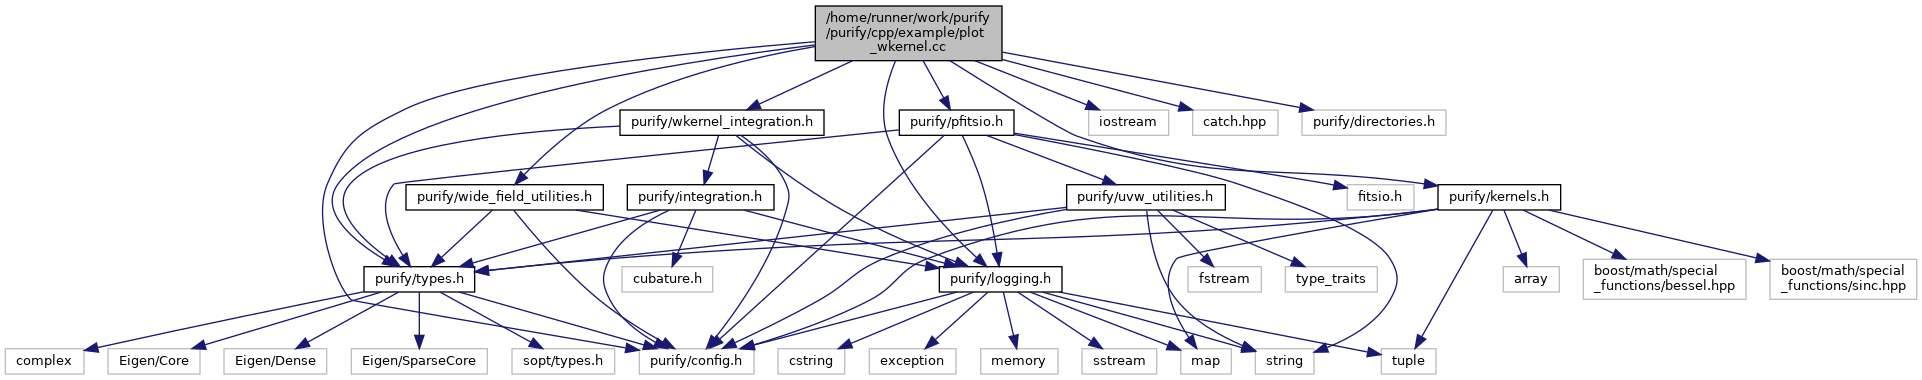 /home/runner/work/purify
/purify/cpp/example/plot
_wkernel.cc
purify/wkernel_integration.h
purify/pfitsio.h
iostream
catch.hpp
purify/directories.h
purify/wide_field_utilities.h
purify/integration.h
purify/uvw_utilities.h
fitsio.h
purify/kernels.h
purify/types.h
cubature.h
purify/logging.h
fstream
type_traits
array
boost/math/special
_functions/bessel.hpp
boost/math/special
_functions/sinc.hpp
complex
Eigen/Core
Eigen/Dense
Eigen/SparseCore
sopt/types.h
purify/config.h
cstring
exception
memory
sstream
map
string
tuple